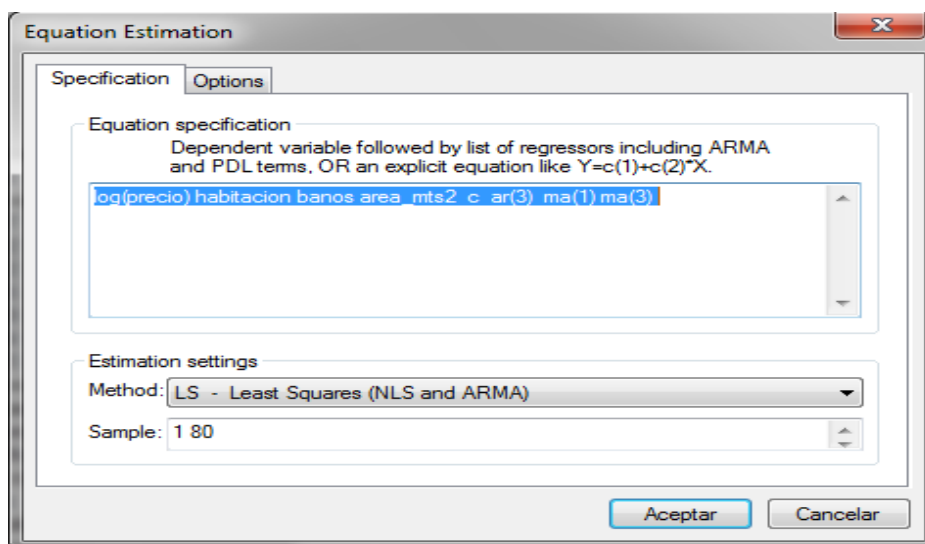 Equation Estimation
Specification
Options
Equation specification
Dependent variable followed by list of regressors including ARMA
and PDL terms, OR an explicit equation like Y=c(1)+c(2)*X.
log(precio) habitacion banos area_mts2 c ar(3) ma(1) ma(3)
Estimation settings
Method: LS - Least Squares (NLS and ARMA)
Sample: 1 80
Aceptar
Cancelar